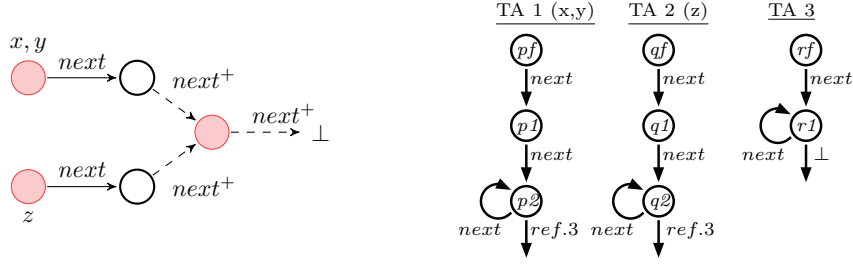 x, y
next
next⁺
next⁺
⊥
next
next⁺
z
TA 1 (x,y)
pf
next
p1
next
p2
next
ref.3
TA 2 (z)
qf
next
q1
next
q2
next
ref.3
TA 3
rf
next
r1
next
⊥